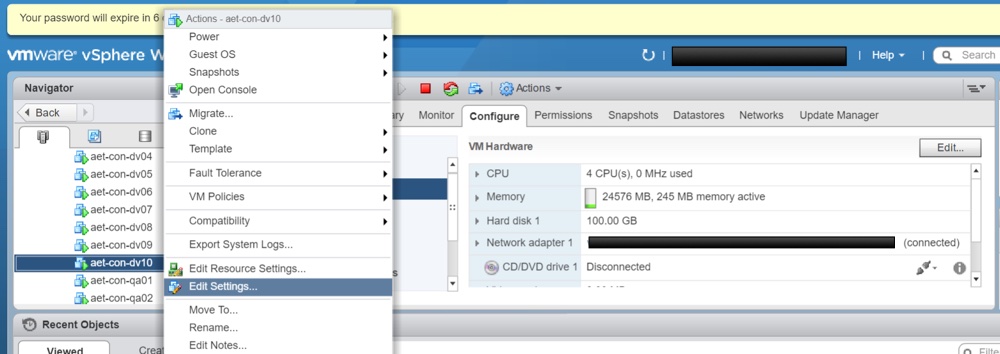 Your password will expire in 6
Actions - aet-con-dv10
vmware® vSphere W
Help
Search
Navigator
Back
Power
Guest OS
Snapshots
Open Console
Migrate...
Clone
Template
Fault Tolerance
VM Policies
Compatibility
Export System Logs...
Edit Resource Settings...
Edit Settings...
Move To...
Rename...
Edit Notes...
aet-con-dv04
aet-con-dv05
aet-con-dv06
aet-con-dv07
aet-con-dv08
aet-con-dv09
aet-con-dv10
aet-con-qa01
aet-con-qa02
Actions
Monitor Configure Permissions Snapshots Datastores Networks Update Manager
VM Hardware
Edit...
CPU 4 CPU(s), 0 MHz used
Memory 24576 MB, 245 MB memory active
Hard disk 1 100.00 GB
Network adapter 1 (connected)
CD/DVD drive 1 Disconnected
Recent Objects
Viewed Crea
Filte